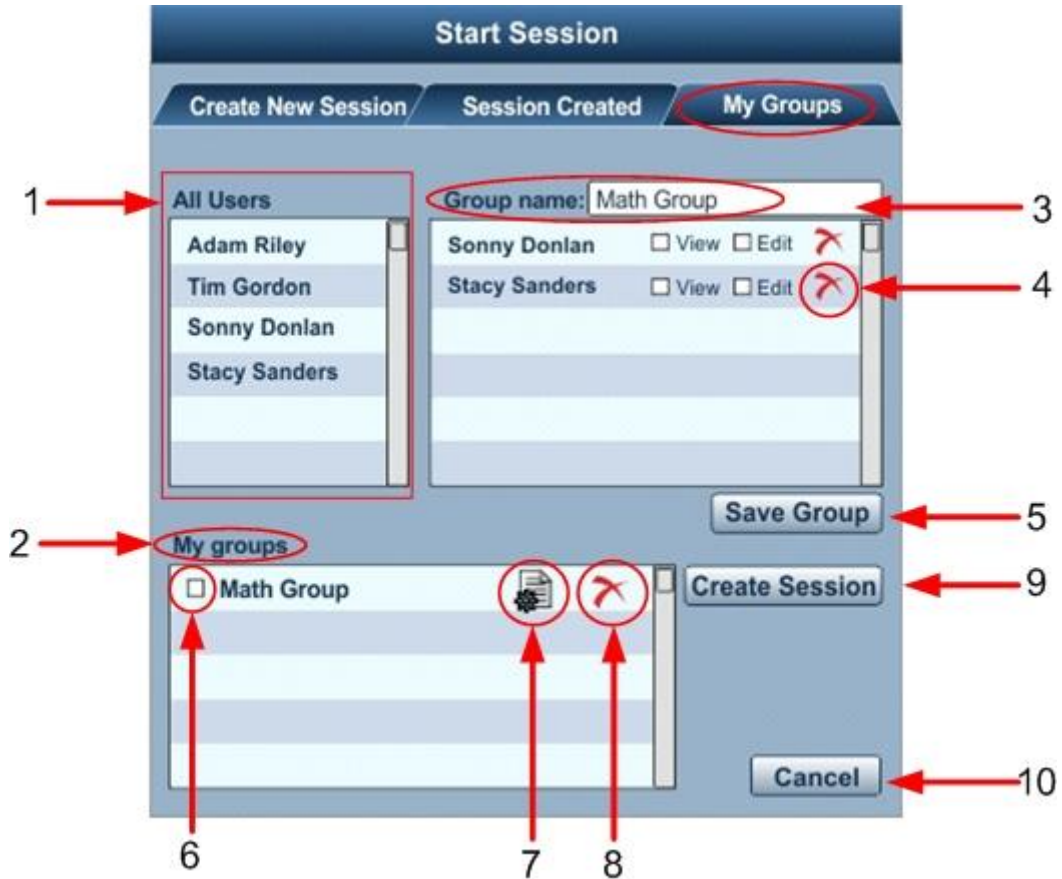 Start Session
Create New Session Session Created My Groups
1 All Users Group name: Math Group 3
Adam Riley Sonny Donlan View Edit
Tim Gordon Stacy Sanders View Edit 4
Sonny Donlan
Stacy Sanders
Save Group 5
2 My groups
Math Group Create Session 9
Cancel 10
6 7 8